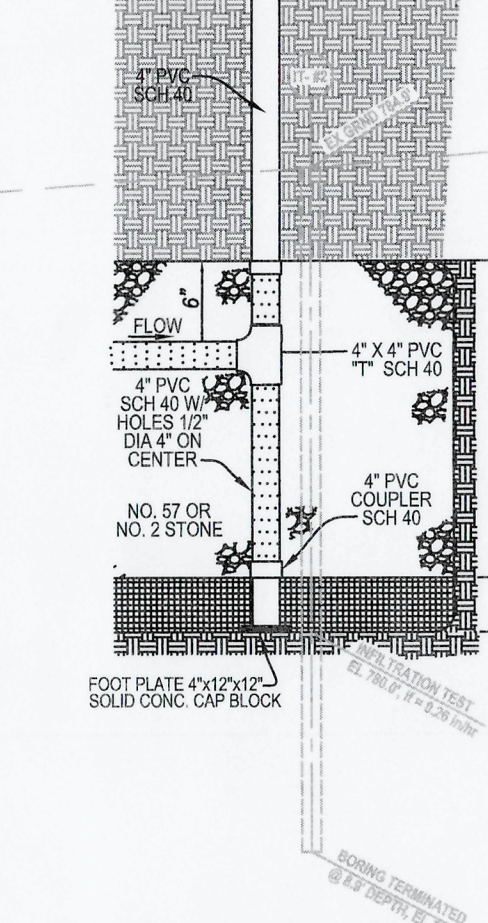 4" PVC
SCH.40
IT- #2
EX GRND 784.0'
6"
FLOW
4" X 4" PVC
"T" SCH 40
4" PVC
SCH 40 W/
HOLES 1/2"
DIA 4" ON
CENTER
4" PVC
COUPLER
SCH 40
NO. 57 OR
NO. 2 STONE
FOOT PLATE 4"x12"x12"
SOLID CONC. CAP BLOCK
INFILTRATION TEST
EL 780.0', If = 0.26 in/hr
BORING TERMINATED
@ 8.9' DEPTH,